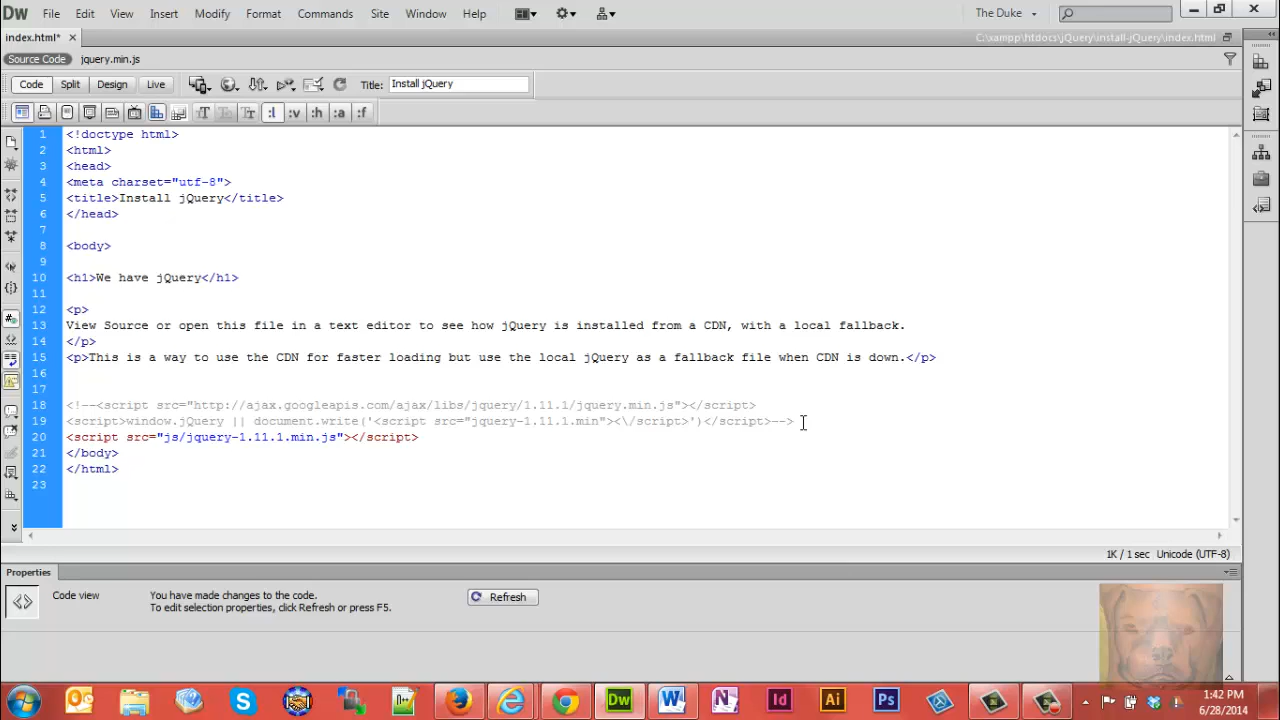 Dw File Edit View Insert Modify Format Commands Site Window Help The Duke
index.html* C:\xampp\htdocs\jQuery\install-jQuery\index.html
Source Code jquery.min.js
Code Split Design Live Title: Install jQuery
1 <!doctype html>
2 <html>
3 <head>
4 <meta charset="utf-8">
5 <title>Install jQuery</title>
6 </head>
7
8 <body>
9
10 <h1>We have jQuery</h1>
11
12 <p>
13 View Source or open this file in a text editor to see how jQuery is installed from a CDN, with a local fallback.
14 </p>
15 <p>This is a way to use the CDN for faster loading but use the local jQuery as a fallback file when CDN is down.</p>
16
17
18 <!--<script src="http://ajax.googleapis.com/ajax/libs/jquery/1.11.1/jquery.min.js"></script>
19 <script>window.jQuery || document.write('<script src="jquery-1.11.1.min"><\/script>')</script>-->
20 <script src="js/jquery-1.11.1.min.js"></script>
21 </body>
22 </html>
23
1K / 1 sec Unicode (UTF-8)
Properties
Code view You have made changes to the code. Refresh
To edit selection properties, click Refresh or press F5.
Dw Id Ai Ps
1:42 PM
6/28/2014